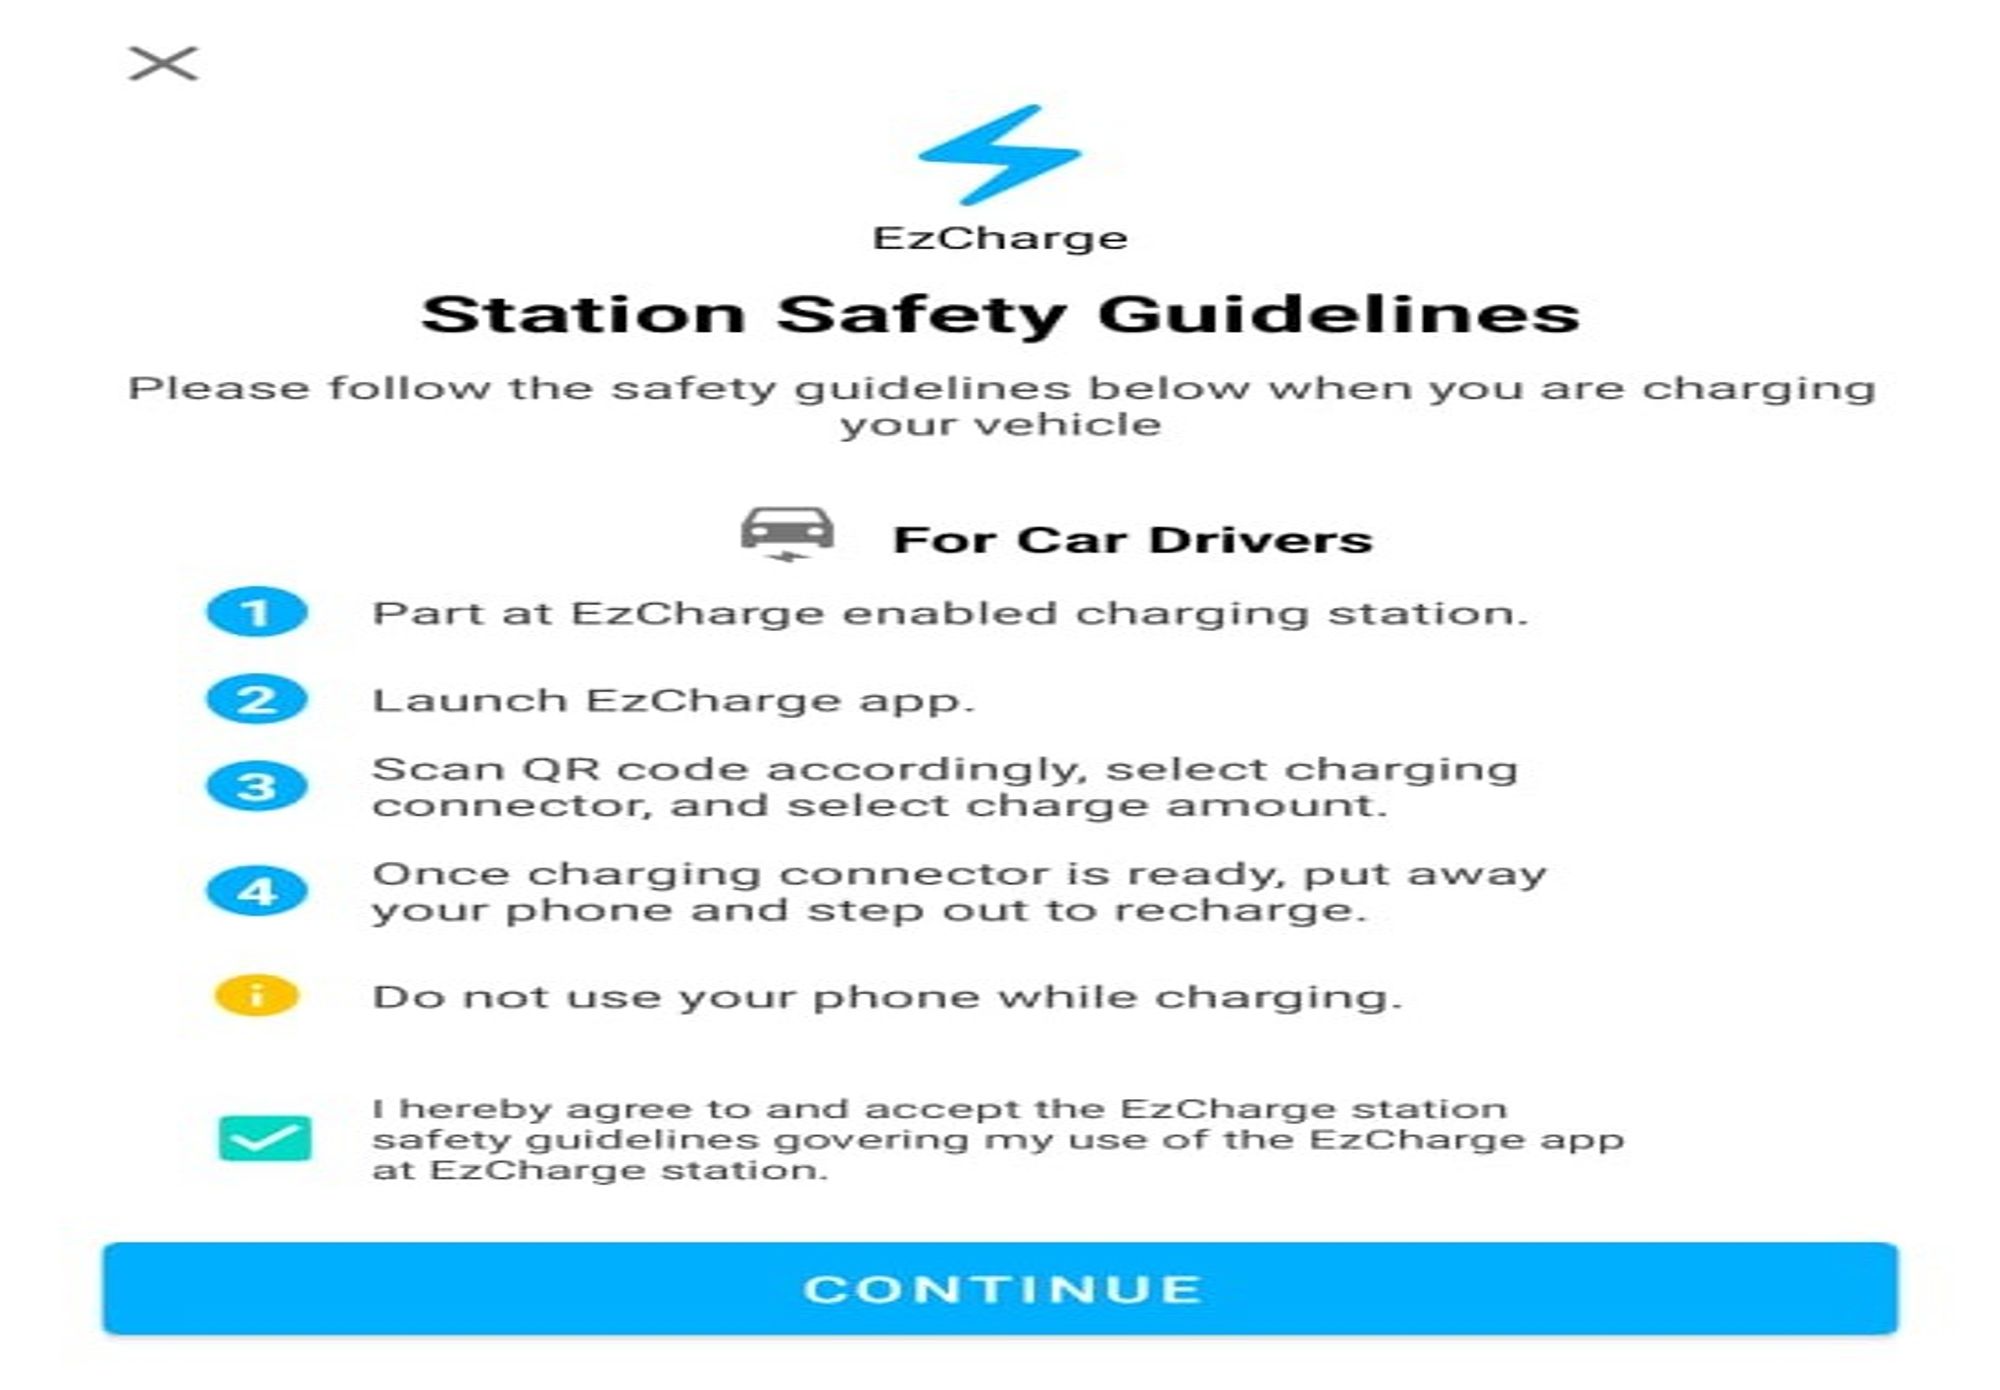 EzCharge
Station Safety Guidelines
Please follow the safety guidelines below when you are charging
your vehicle
For Car Drivers
1 Part at EzCharge enabled charging station.
2 Launch EzCharge app.
3 Scan QR code accordingly, select charging
connector, and select charge amount.
4 Once charging connector is ready, put away
your phone and step out to recharge.
i Do not use your phone while charging.
I hereby agree to and accept the EzCharge station
safety guidelines govering my use of the EzCharge app
at EzCharge station.
CONTINUE